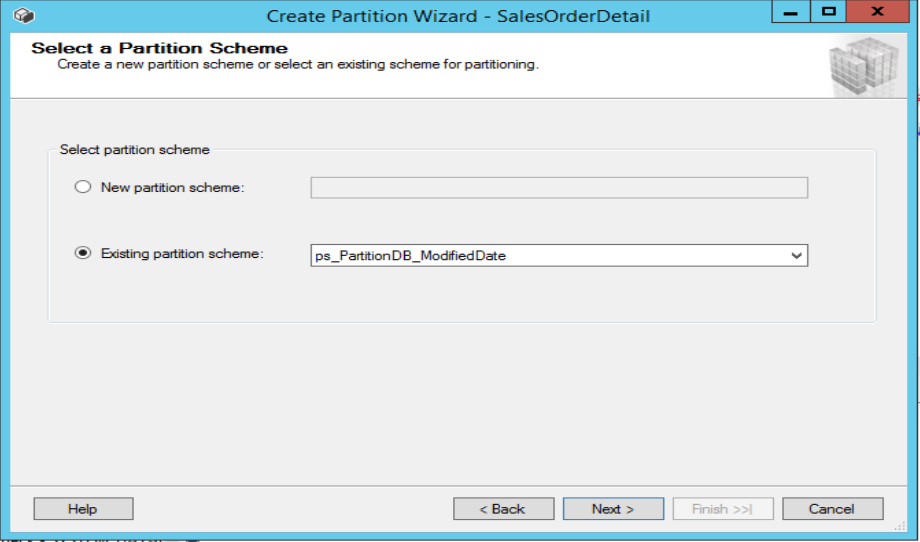 Create Partition Wizard - SalesOrderDetail
Select a Partition Scheme
Create a new partition scheme or select an existing scheme for partitioning.
Select partition scheme
New partition scheme:
Existing partition scheme: ps_PartitionDB_ModifiedDate
Help < Back Next > Finish >>| Cancel